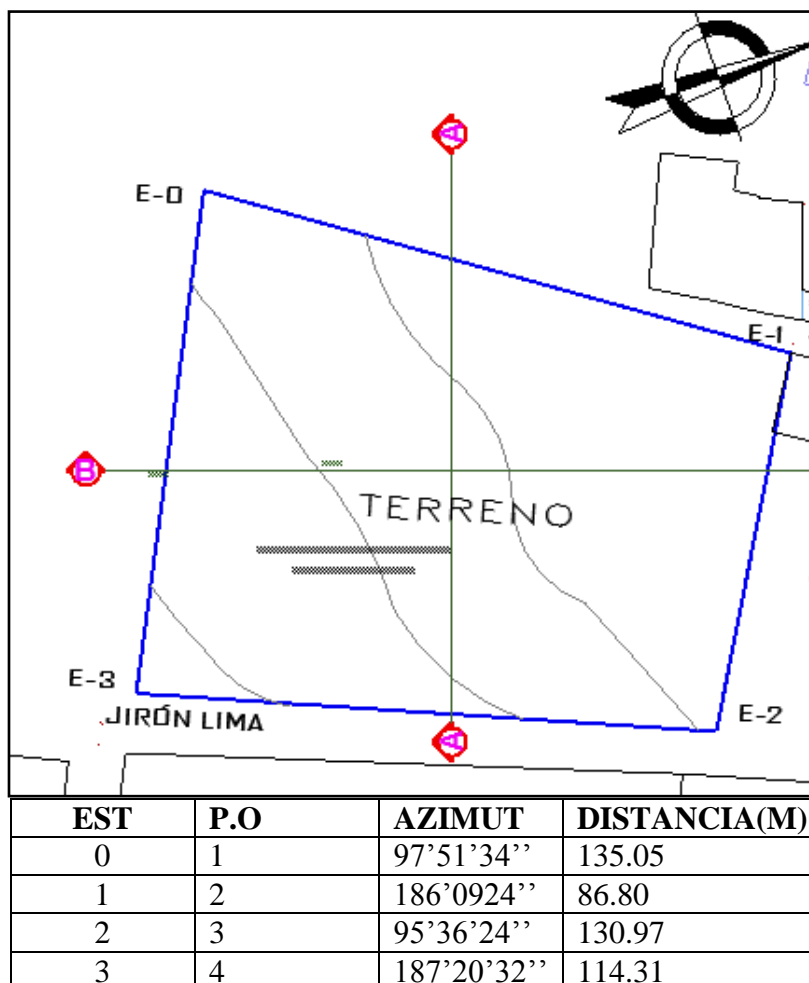 A
E-0
E-1
B
TERRENO
E-3
JIRÓN LIMA
E-2
A
EST P.O AZIMUT DISTANCIA(M)
0 1 97’51’34’’ 135.05
1 2 186’0924’’ 86.80
2 3 95’36’24’’ 130.97
3 4 187’20’32’’ 114.31